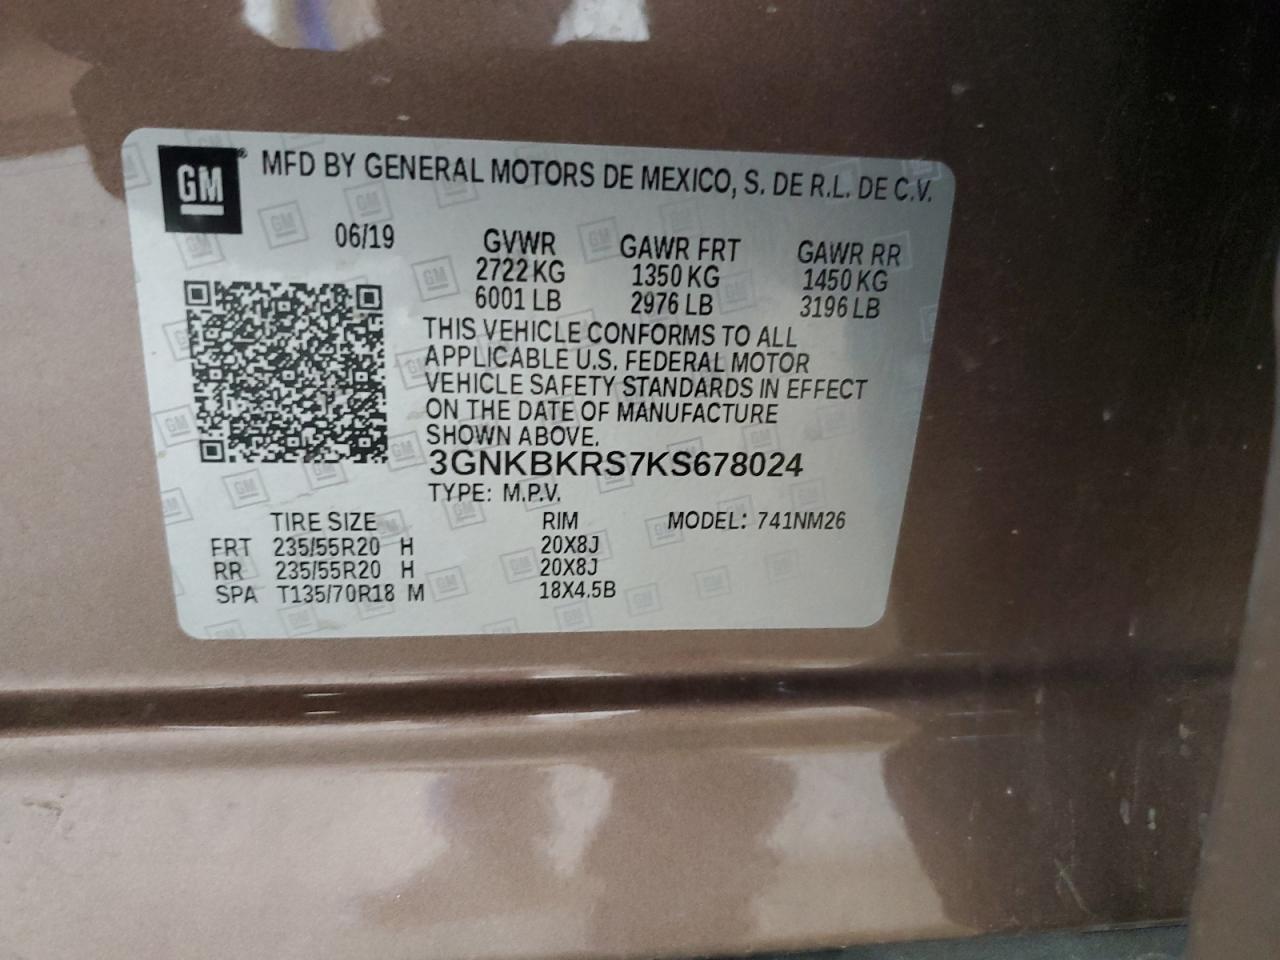 GM® MFD BY GENERAL MOTORS DE MEXICO, S. DE R.L. DE C.V.
06/19 GVWR GAWR FRT GAWR RR
2722 KG 1350 KG 1450 KG
6001 LB 2976 LB 3196 LB
THIS VEHICLE CONFORMS TO ALL
APPLICABLE U.S. FEDERAL MOTOR
VEHICLE SAFETY STANDARDS IN EFFECT
ON THE DATE OF MANUFACTURE
SHOWN ABOVE.
3GNKBKRS7KS678024
TYPE: M.P.V.
TIRE SIZE RIM MODEL: 741NM26
FRT 235/55R20 H 20X8J
RR 235/55R20 H 20X8J
SPA T135/70R18 M 18X4.5B